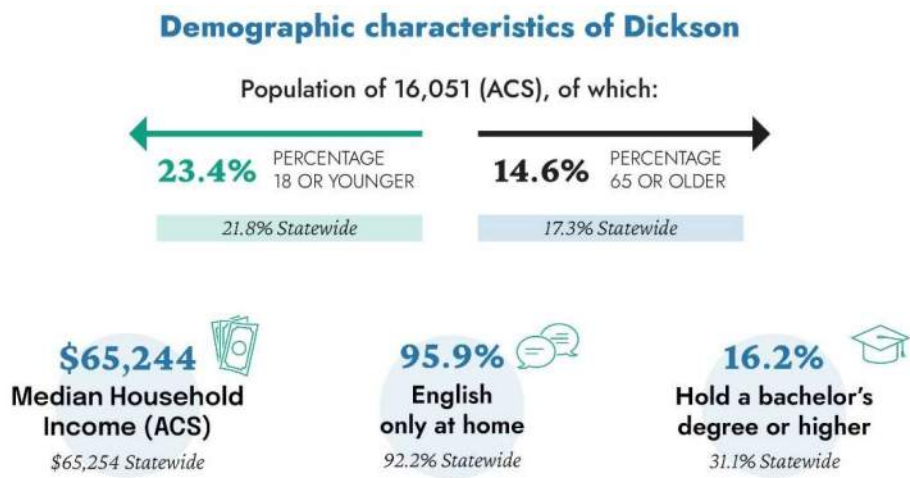 Demographic characteristics of Dickson
Population of 16,051 (ACS), of which:
23.4% PERCENTAGE
18 OR YOUNGER
14.6% PERCENTAGE
65 OR OLDER
21.8% Statewide
17.3% Statewide
$65,244
Median Household
Income (ACS)
$65,254 Statewide
95.9%
English
only at home
92.2% Statewide
16.2%
Hold a bachelor's
degree or higher
31.1% Statewide